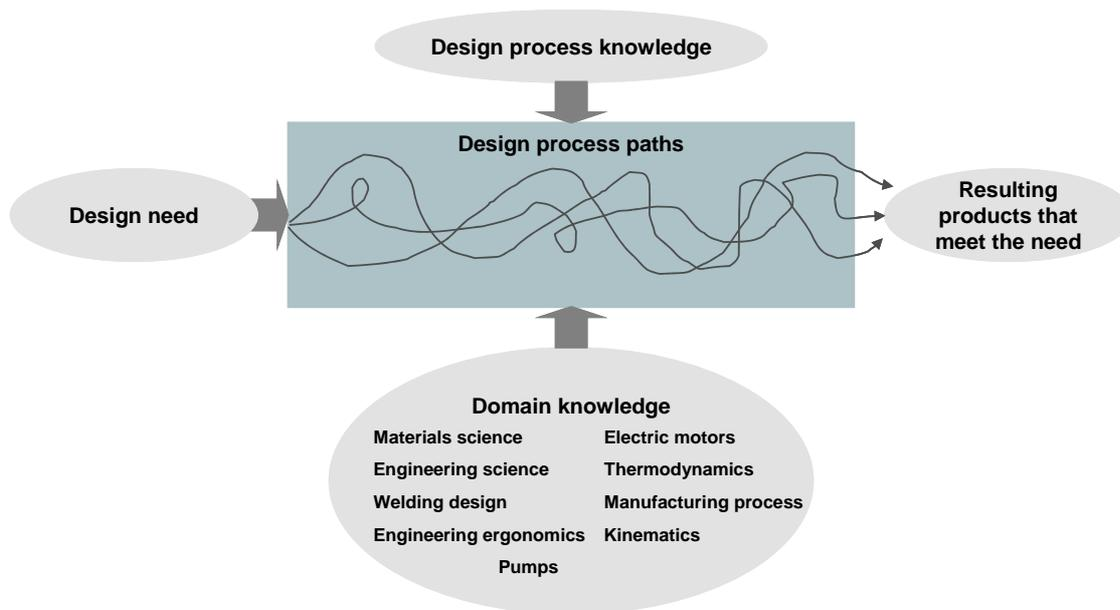 Design process knowledge
Design process paths
Design need
Resulting
products that
meet the need
Domain knowledge
Materials science Electric motors
Engineering science Thermodynamics
Welding design Manufacturing process
Engineering ergonomics Kinematics
Pumps